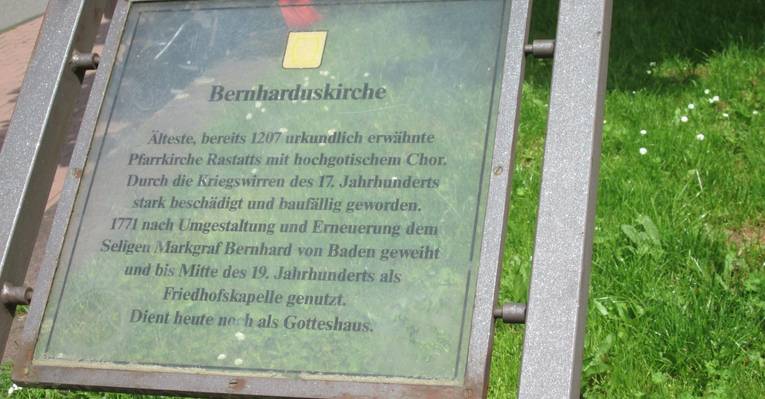 Bernharduskirche
Älteste, bereits 1207 urkundlich erwähnte
Pfarrkirche Rastatts mit hochgotischem Chor.
Durch die Kriegswirren des 17. Jahrhunderts
stark beschädigt und baufällig geworden.
1771 nach Umgestaltung und Erneuerung dem
Seligen Markgraf Bernhard von Baden geweiht
und bis Mitte des 19. Jahrhunderts als
Friedhofskapelle genutzt.
Dient heute noch als Gotteshaus.